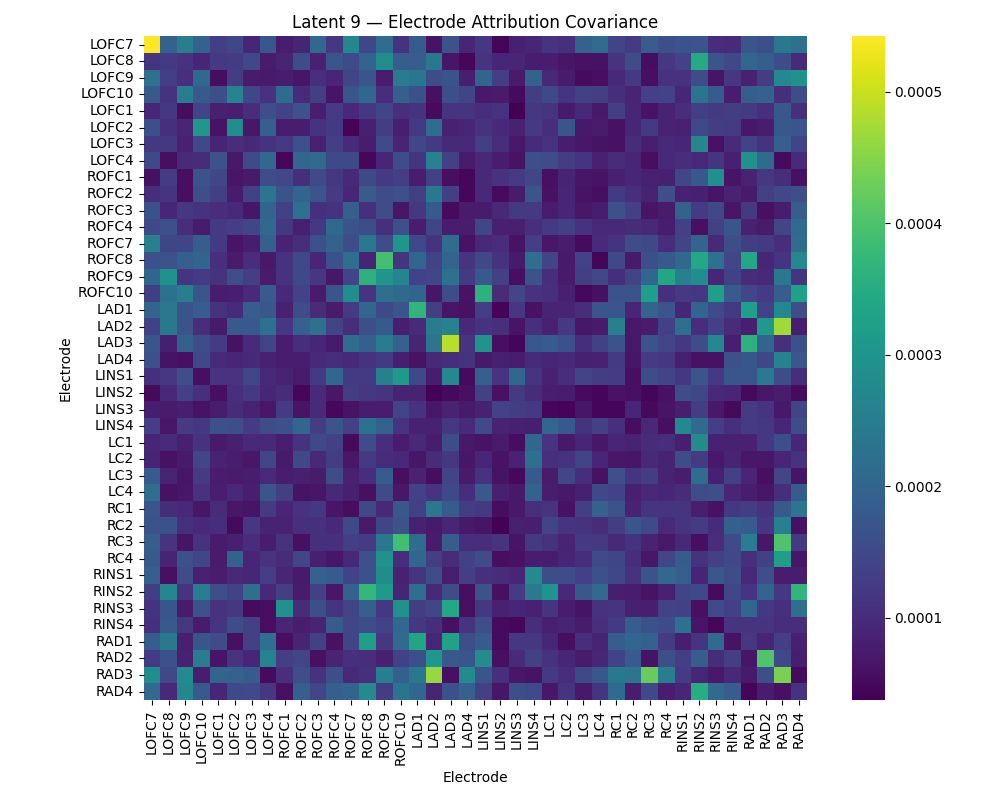 Latent 9 — Electrode Attribution Covariance
Electrode
LOFC7
LOFC8
LOFC9
LOFC10
LOFC1
LOFC2
LOFC3
LOFC4
ROFC1
ROFC2
ROFC3
ROFC4
ROFC7
ROFC8
ROFC9
ROFC10
LAD1
LAD2
LAD3
LAD4
LINS1
LINS2
LINS3
LINS4
LC1
LC2
LC3
LC4
RC1
RC2
RC3
RC4
RINS1
RINS2
RINS3
RINS4
RAD1
RAD2
RAD3
RAD4
LOFC7
LOFC8
LOFC9
LOFC10
LOFC1
LOFC2
LOFC3
LOFC4
ROFC1
ROFC2
ROFC3
ROFC4
ROFC7
ROFC8
ROFC9
ROFC10
LAD1
LAD2
LAD3
LAD4
LINS1
LINS2
LINS3
LINS4
LC1
LC2
LC3
LC4
RC1
RC2
RC3
RC4
RINS1
RINS2
RINS3
RINS4
RAD1
RAD2
RAD3
RAD4
Electrode
0.0005
0.0004
0.0003
0.0002
0.0001